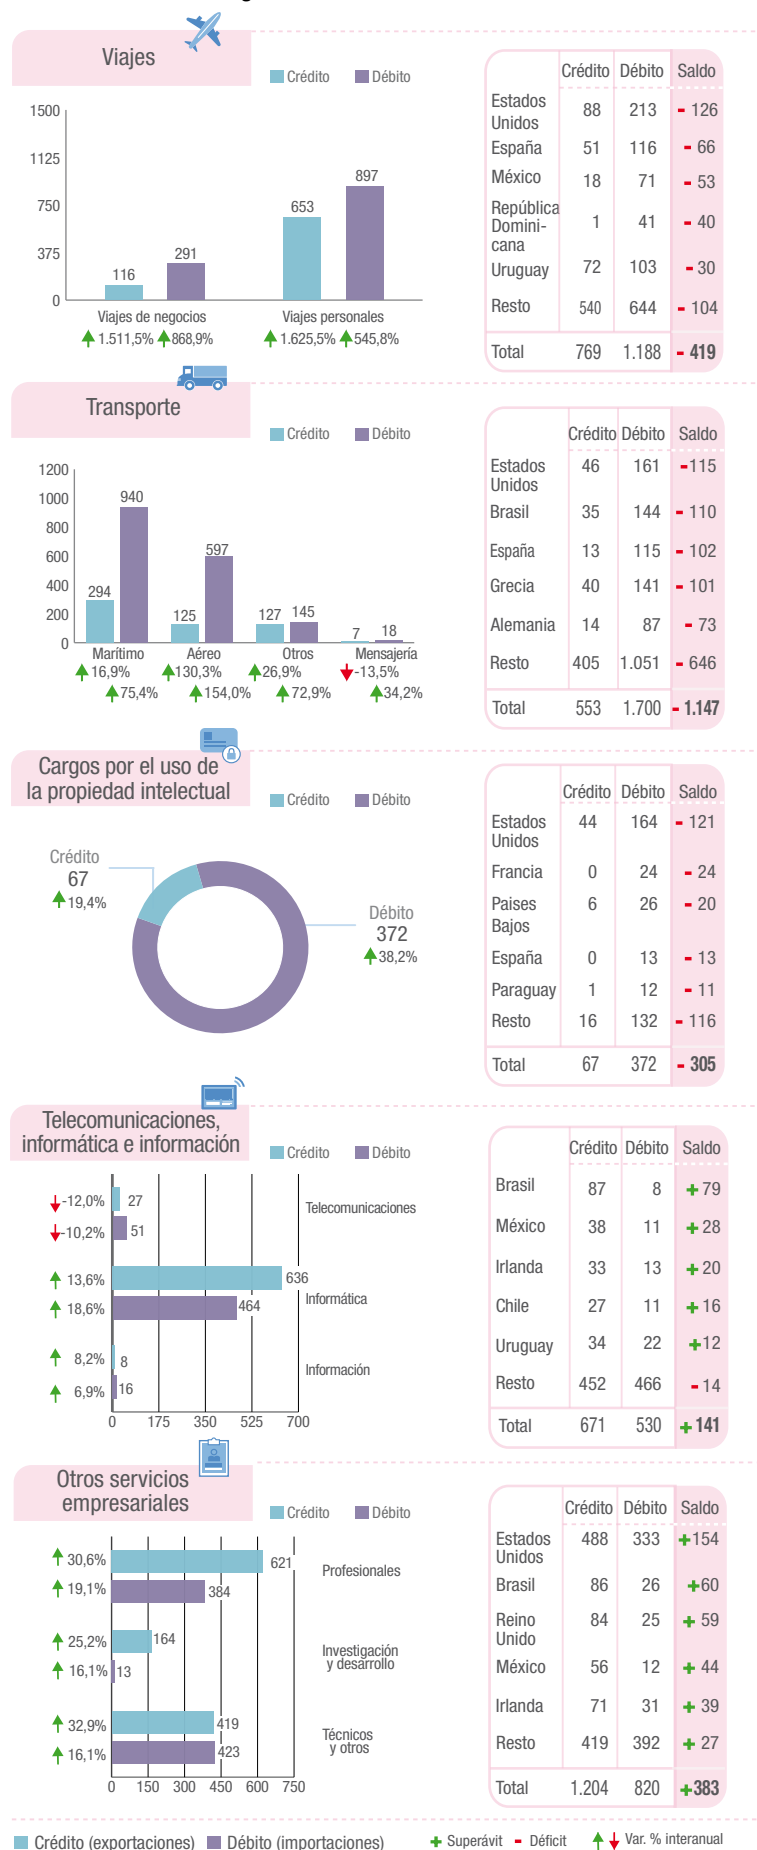 Viajes
Crédito Débito
1500
1125
750
375
0
116
291
653
897
Viajes de negocios
Viajes personales
1.511,5% 868,9%
1.625,5% 545,8%
Crédito Débito Saldo
Estados
Unidos
88 213 - 126
España 51 116 - 66
México 18 71 - 53
República
Domini-
cana
1 41 - 40
Uruguay 72 103 - 30
Resto 540 644 - 104
Total 769 1.188 - 419
Transporte
Crédito Débito
1200
1000
800
600
400
200
0
294
940
125
597
127
145
7
18
Marítimo Aéreo Otros Mensajería
16,9% 130,3% 26,9% -13,5%
75,4% 154,0% 72,9% 34,2%
Crédito Débito Saldo
Estados
Unidos
46 161 -115
Brasil 35 144 - 110
España 13 115 - 102
Grecia 40 141 - 101
Alemania 14 87 - 73
Resto 405 1.051 - 646
Total 553 1.700 - 1.147
Cargos por el uso de
la propiedad intelectual
Crédito Débito
Crédito
67
19,4%
Débito
372
38,2%
Crédito Débito Saldo
Estados
Unidos
44 164 - 121
Francia 0 24 - 24
Paises
Bajos
6 26 - 20
España 0 13 - 13
Paraguay 1 12 - 11
Resto 16 132 - 116
Total 67 372 - 305
Telecomunicaciones,
informática e información
Crédito Débito
-12,0% 27
-10,2% 51
Telecomunicaciones
13,6% 636
18,6% 464
Informática
8,2% 8
6,9% 16
Información
0 175 350 525 700
Crédito Débito Saldo
Brasil 87 8 +79
México 38 11 + 28
Irlanda 33 13 + 20
Chile 27 11 + 16
Uruguay 34 22 +12
Resto 452 466 - 14
Total 671 530 + 141
Otros servicios
empresariales
Crédito Débito
30,6% 621
19,1% 384
Profesionales
25,2% 164
16,1% 13
Investigación
y desarrollo
32,9% 419
16,1% 423
Técnicos
y otros
0 150 300 450 600 750
Crédito Débito Saldo
Estados
Unidos
488 333 +154
Brasil 86 26 +60
Reino
Unido
84 25 + 59
México 56 12 + 44
Irlanda 71 31 + 39
Resto 419 392 + 27
Total 1.204 820 +383
Crédito (exportaciones) Débito (importaciones) + Superávit - Déficit Var. % interanual